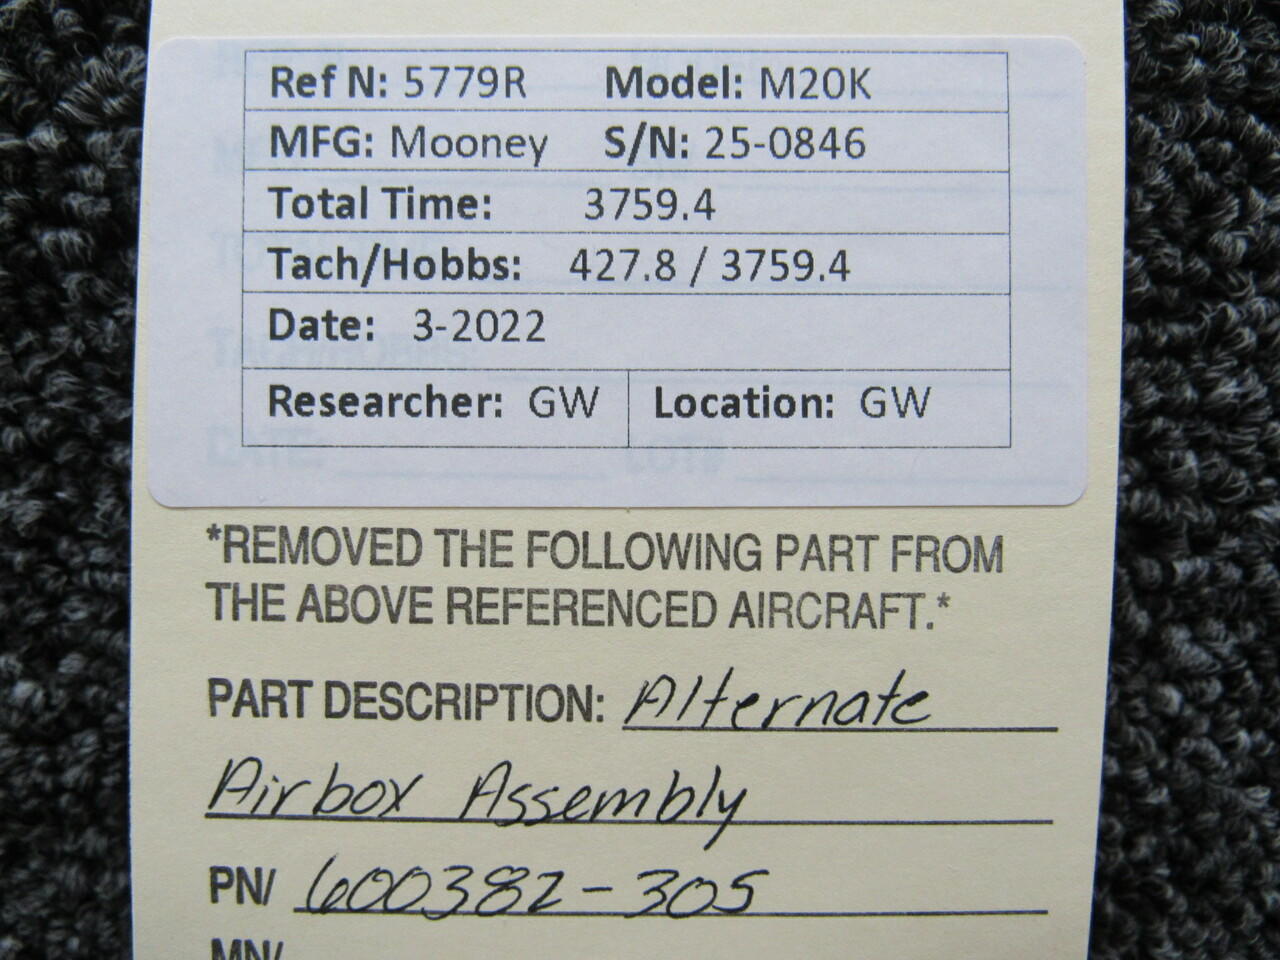 Ref N: 5779R Model: M20K
MFG: Mooney S/N: 25-0846
Total Time: 3759.4
Tach/Hobbs: 427.8 / 3759.4
Date: 3-2022
Researcher: GW Location: GW
*REMOVED THE FOLLOWING PART FROM
THE ABOVE REFERENCED AIRCRAFT.*
PART DESCRIPTION: Alternate
Airbox Assembly
PN/ 600382-305
MN/